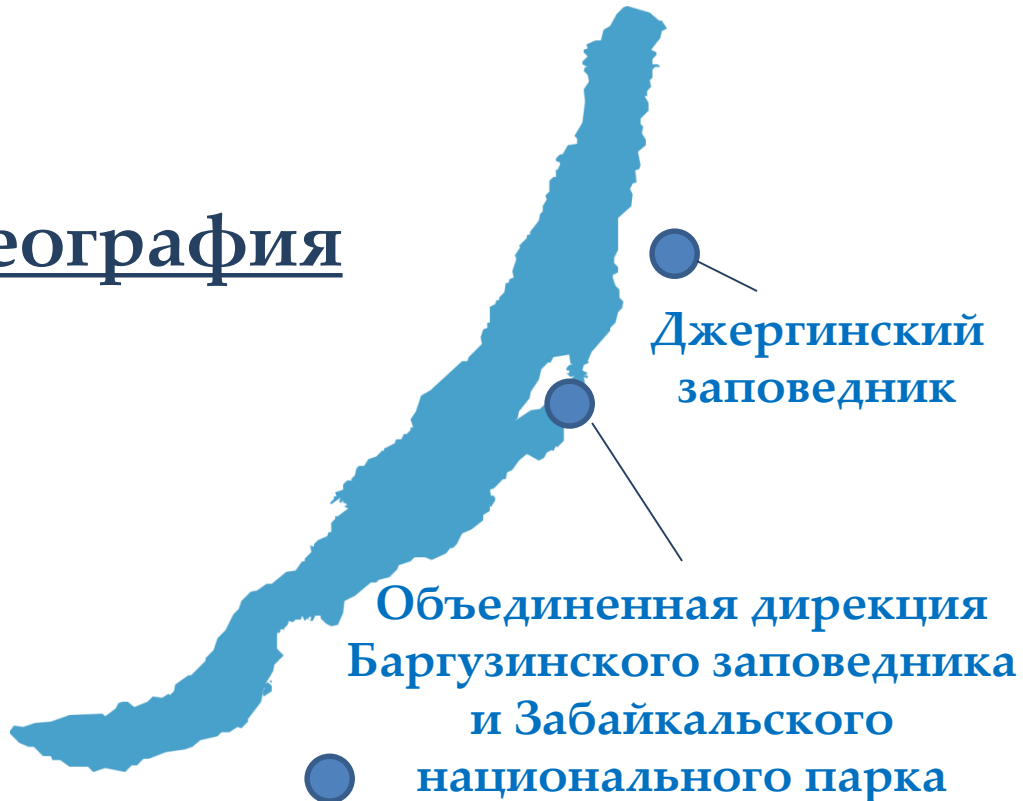 еография
Джергинский
заповедник
Объединенная дирекция
Баргузинского заповедника
и Забайкальского
национального парка